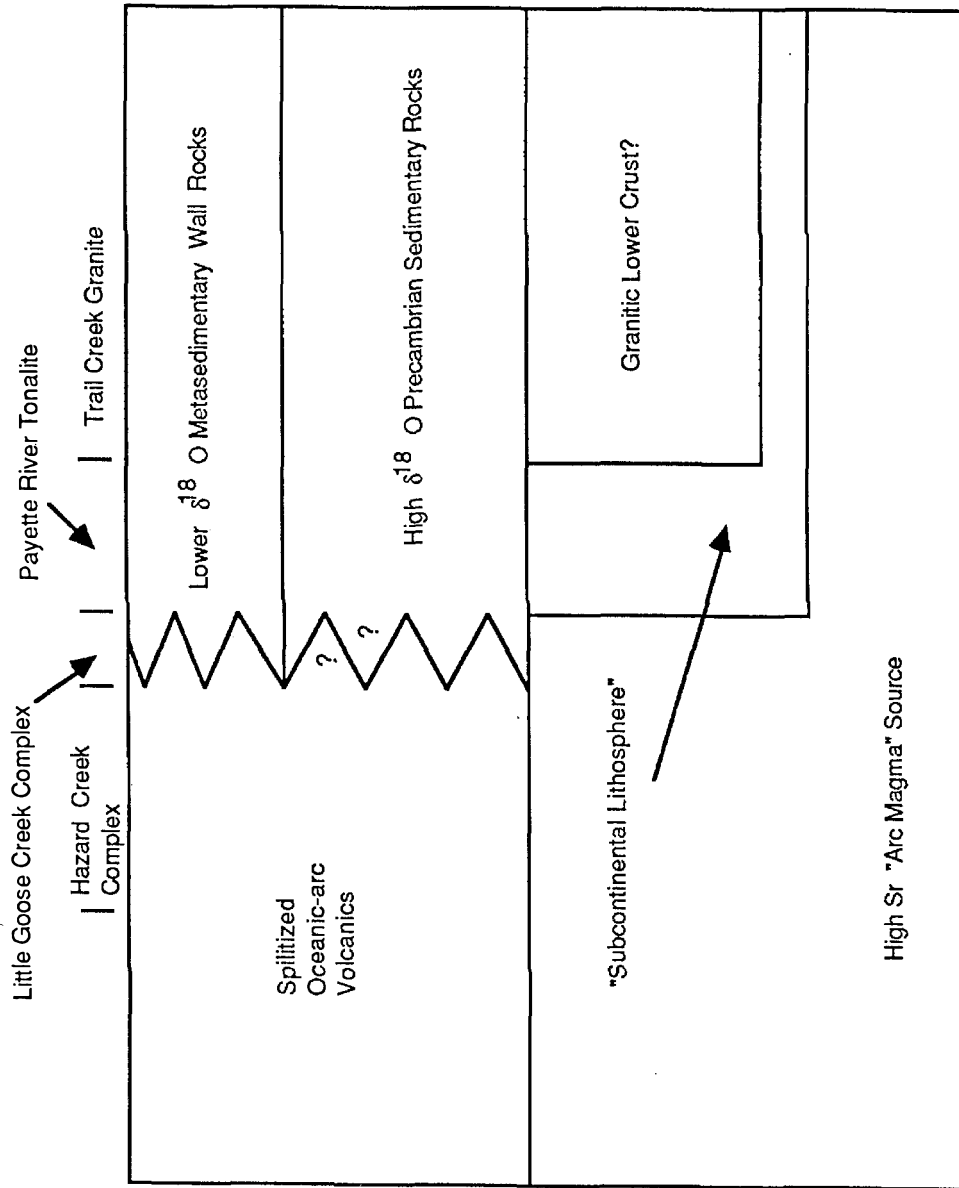 Little Goose Creek Complex
Payette River Tonalite
Hazard Creek
Complex
Trail Creek Granite
Spilitized
Oceanic-arc
Volcanics
Lower δ18 O Metasedimentary Wall Rocks
? ?
High δ18 O Precambrian Sedimentary Rocks
"Subcontinental Lithosphere"
Granitic Lower Crust?
High Sr "Arc Magma" Source